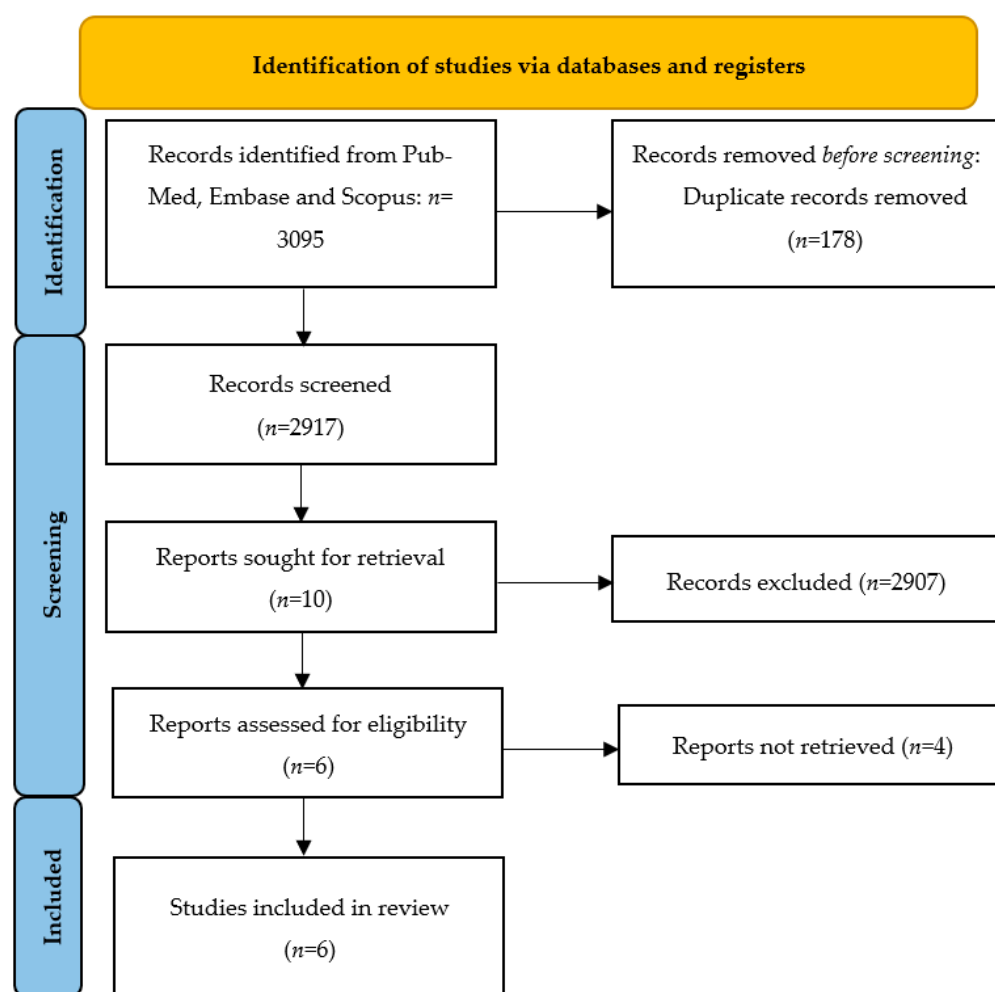 Identification of studies via databases and registers
Identification
Records identified from Pub-
Med, Embase and Scopus: n=
3095
Records removed before screening:
Duplicate records removed
(n=178)
Screening
Records screened
(n=2917)
Reports sought for retrieval
(n=10)
Records excluded (n=2907)
Reports assessed for eligibility
(n=6)
Reports not retrieved (n=4)
Included
Studies included in review
(n=6)